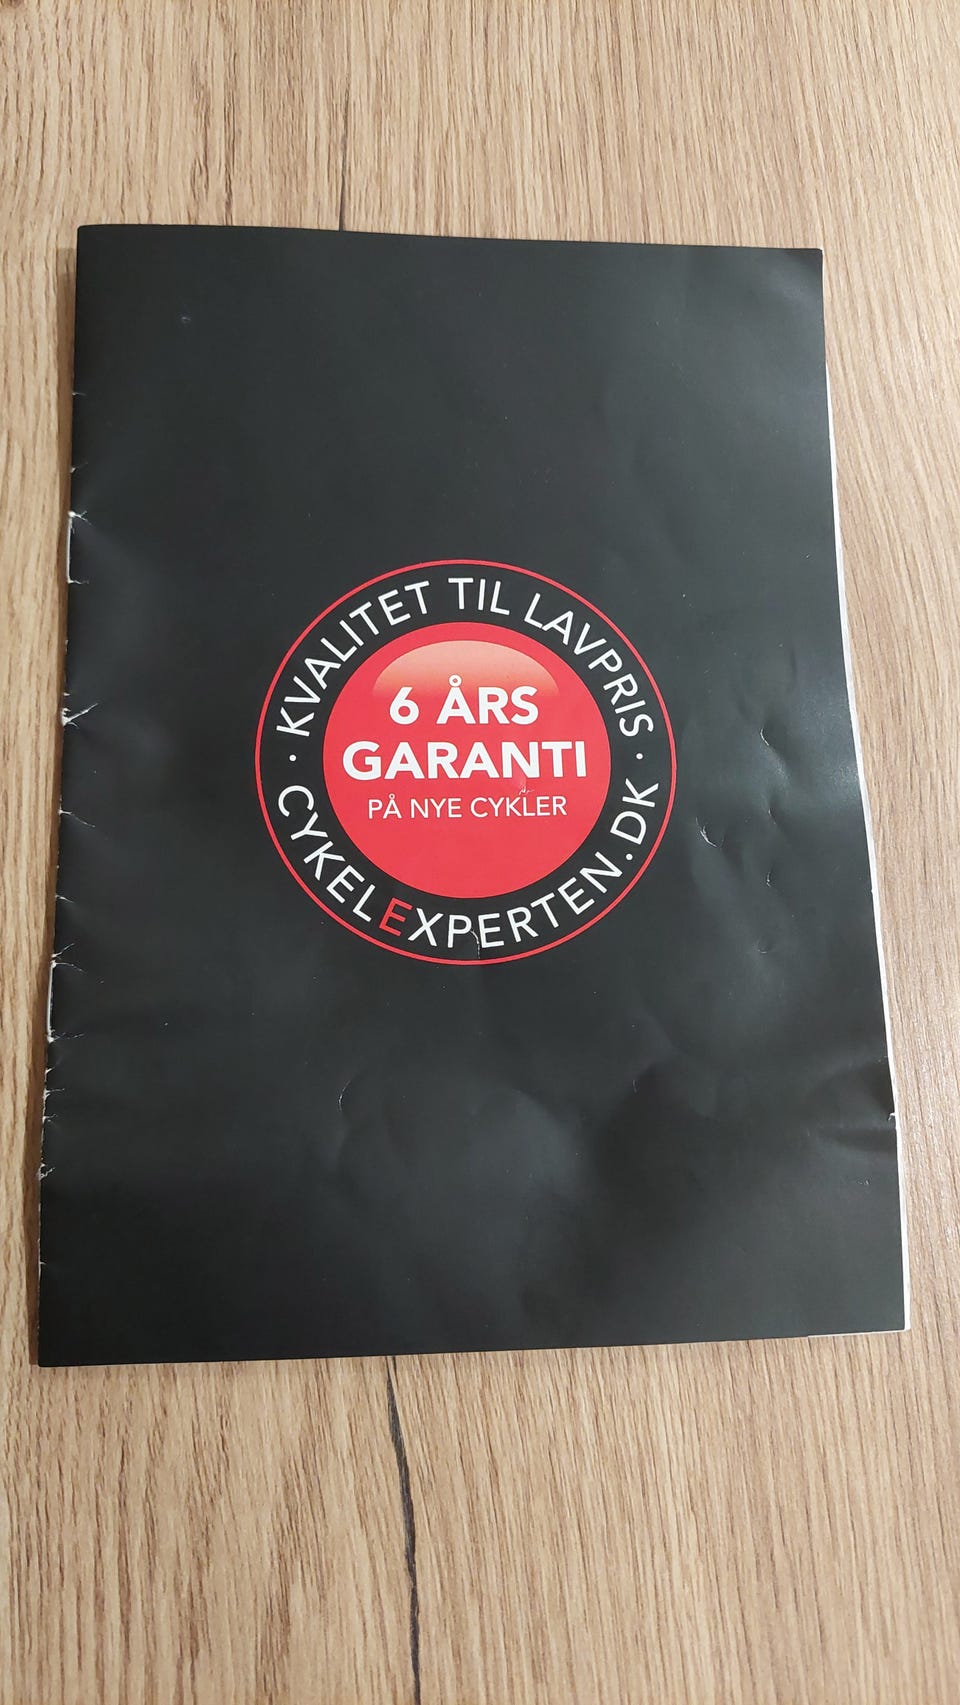 · KVALITET TIL LAVPRIS ·
6 ÅRS
GARANTI
PÅ NYE CYKLER
CYKELEXPERTEN.DK